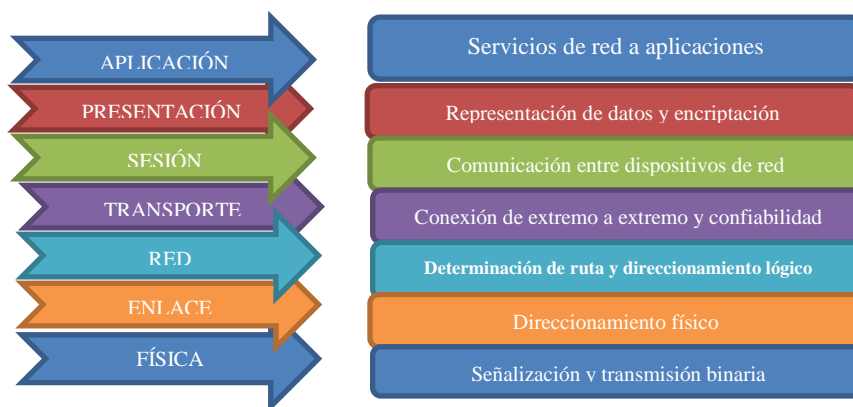 APLICACIÓN
Servicios de red a aplicaciones
PRESENTACIÓN
Representación de datos y encriptación
SESIÓN
Comunicación entre dispositivos de red
TRANSPORTE
Conexión de extremo a extremo y confiabilidad
RED
Determinación de ruta y direccionamiento lógico
ENLACE
Direccionamiento físico
FÍSICA
Señalización y transmisión binaria